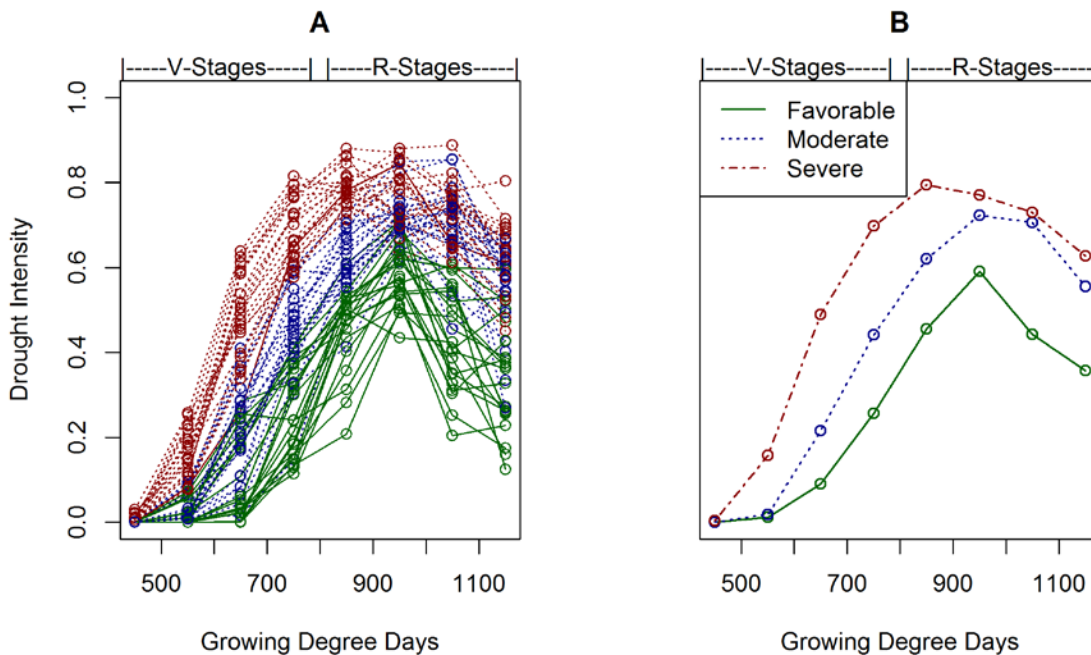 A
B
|-----V-Stages------| |-----R-Stages------|
|-----V-Stages------| |-----R-Stages------
1.0
0.8
0.6
0.4
0.2
0.0
Drought Intensity
Favorable
Moderate
Severe
500 700 900 1100
500 700 900 1100
Growing Degree Days
Growing Degree Days